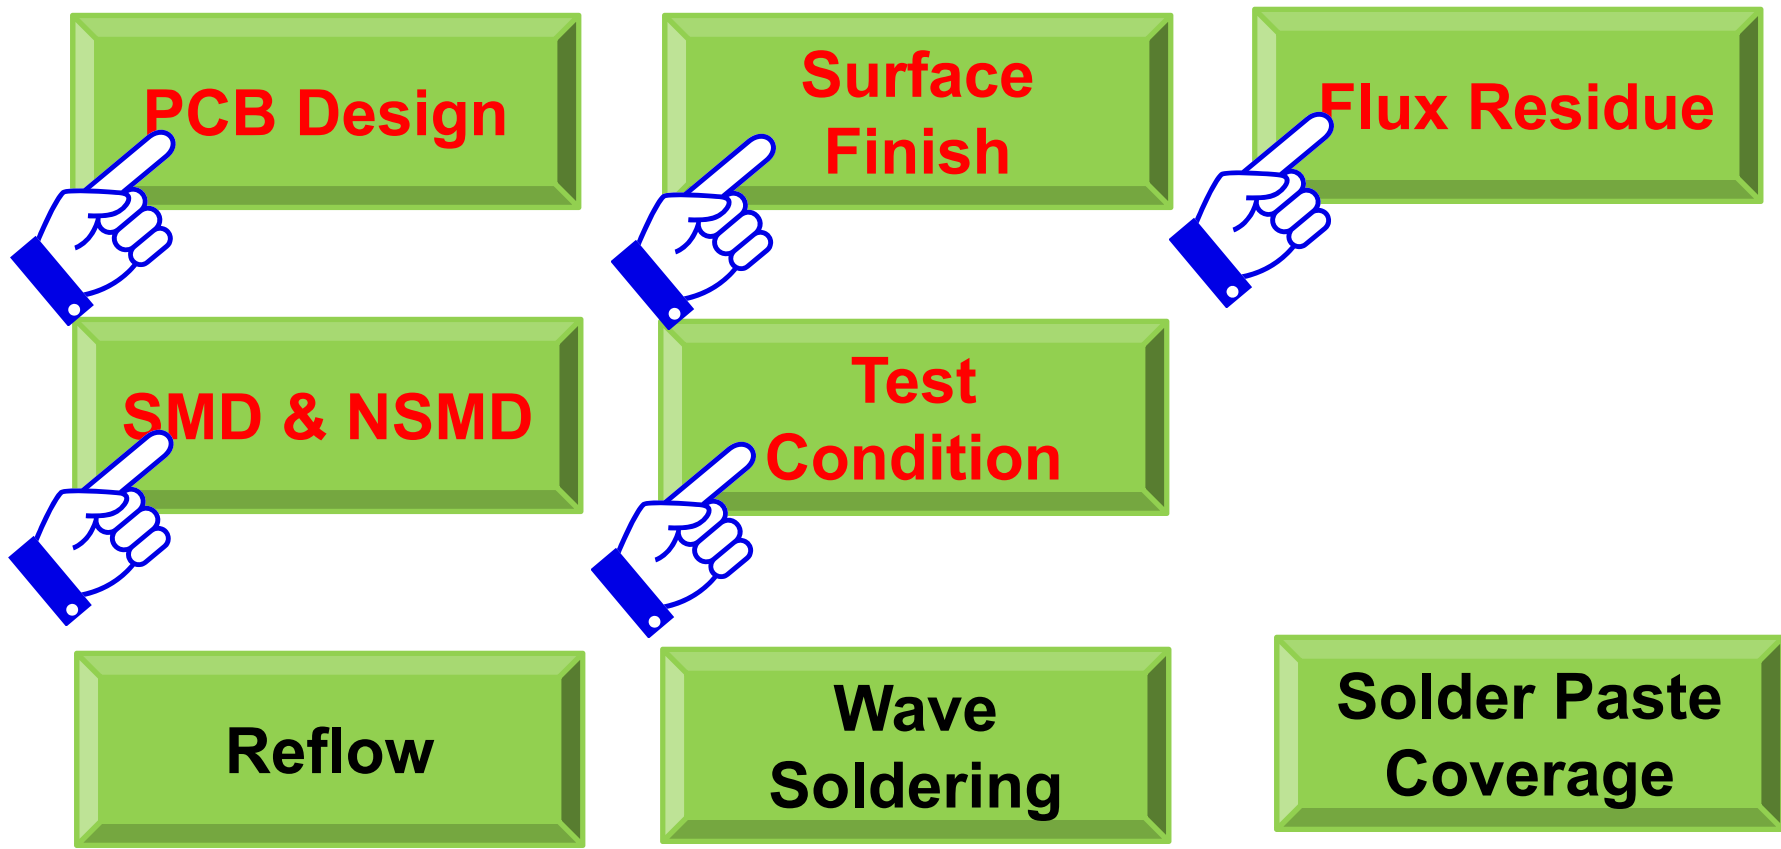 PCB Design
Surface
Finish
Flux Residue
SMD & NSMD
Test
Condition
Reflow
Wave
Soldering
Solder Paste
Coverage